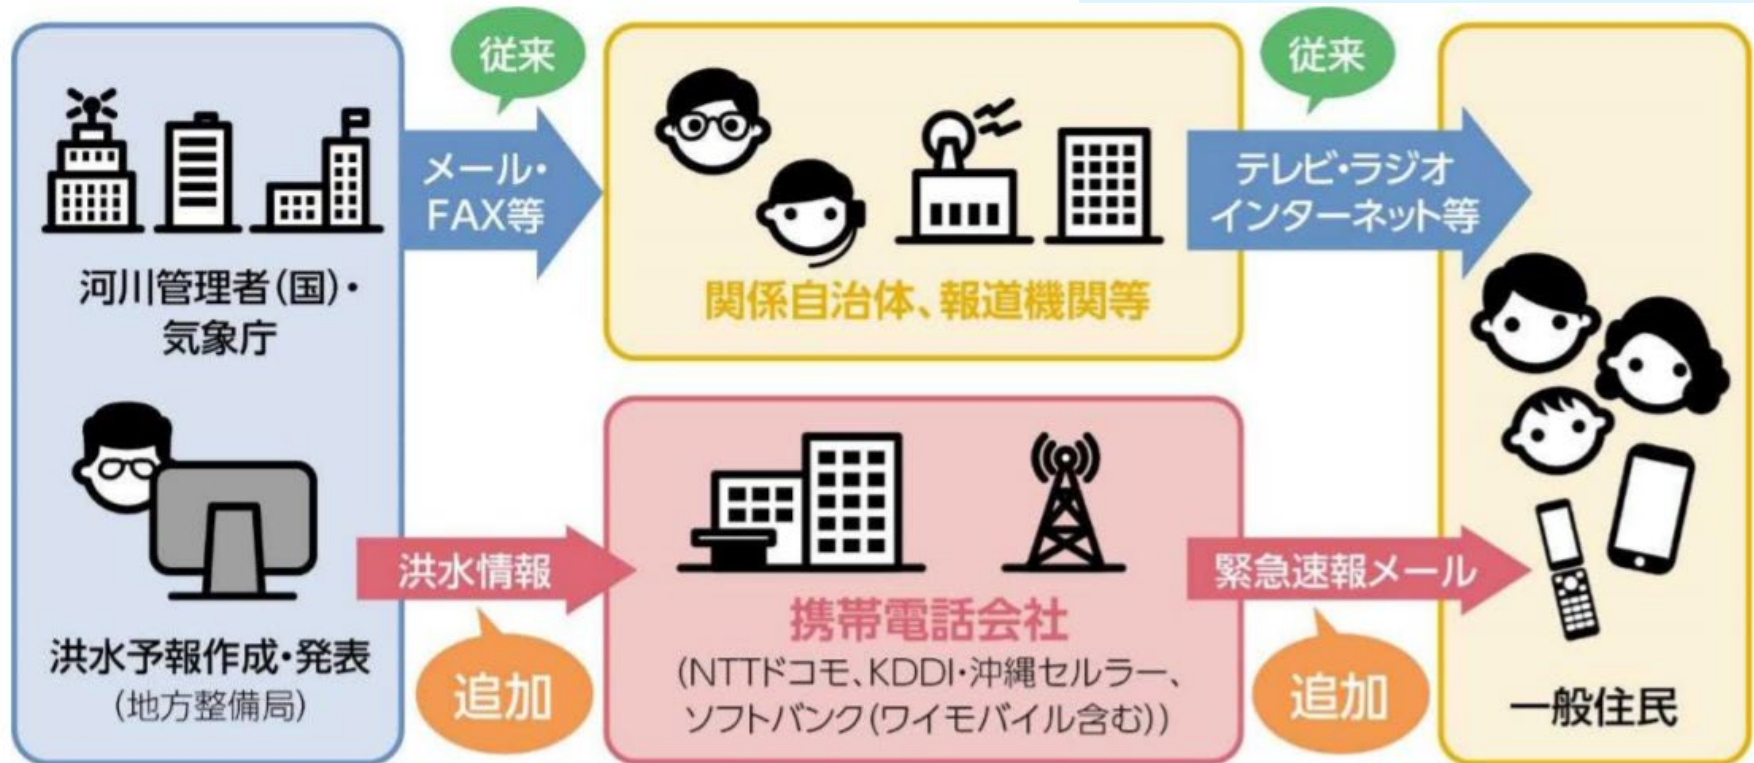 河川管理者(国)・
気象庁
洪水予報作成・発表
(地方整備局)
従来
メール・
FAX等
関係自治体、報道機関等
従来
テレビ・ラジオ
インターネット等
洪水情報
追加
携帯電話会社
(NTTドコモ、KDDI・沖縄セルラー、
ソフトバンク(ワイモバイル含む))
緊急速報メール
追加
一般住民